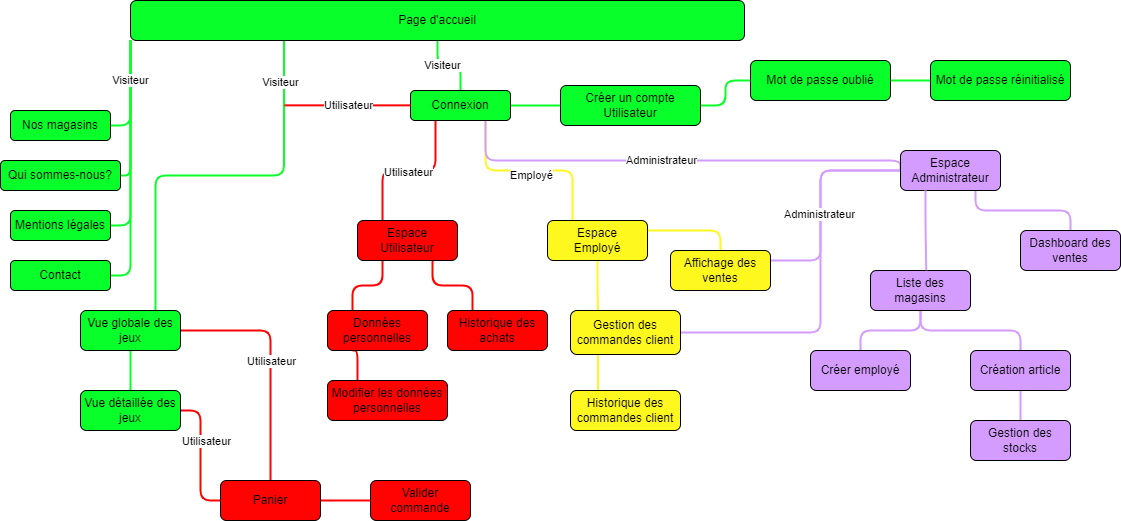 Page d'accueil
Visiteur
Visiteur
Visiteur
Mot de passe oublié
Mot de passe réinitialisé
Utilisateur
Connexion
Créer un compte
Utilisateur
Nos magasins
Qui sommes-nous?
Utilisateur
Employé
Administrateur
Espace
Administrateur
Mentions légales
Administrateur
Espace
Utilisateur
Espace
Employé
Affichage des
ventes
Dashboard des
ventes
Contact
Liste des
magasins
Vue globale des
jeux
Données
personnelles
Historique des
achats
Gestion des
commandes client
Utilisateur
Créer employé
Création article
Vue détaillée des
jeux
Modifier les données
personnelles
Historique des
commandes client
Utilisateur
Gestion des
stocks
Panier
Valider
commande